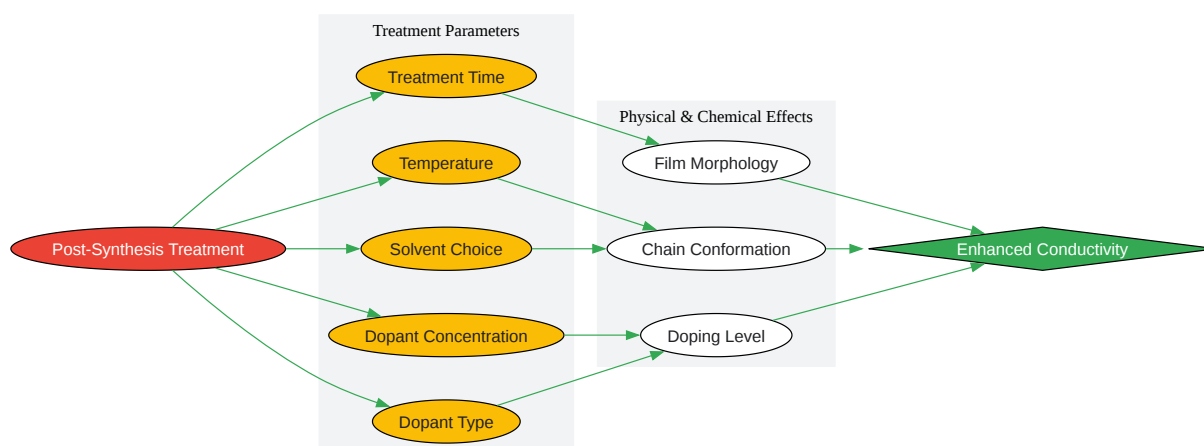 Treatment Parameters
Treatment Time
Physical & Chemical Effects
Temperature
Film Morphology
Post-Synthesis Treatment
Solvent Choice
Chain Conformation
Enhanced Conductivity
Dopant Concentration
Doping Level
Dopant Type